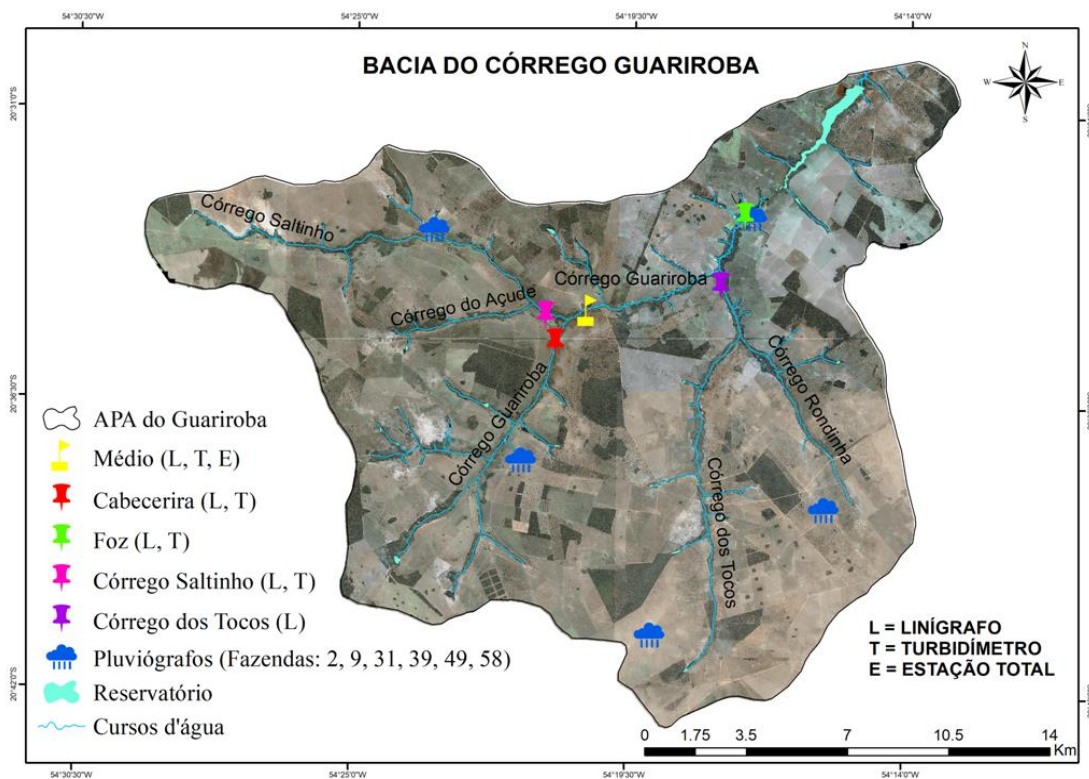 54°30'30"W
54°25'0"W
54°19'30"W
54°14'0"W
BACIA DO CÓRREGO GUARIROBA
N
W
E
S
20°31'0"S
Córrego Saltinho
Córrego Guariroba
Córrego do Açude
Córrego Guariroba
Córrego Rondinha
Córrego dos Tocos
20°36'30"S
APA do Guariroba
Médio (L, T, E)
Cabecerira (L, T)
Foz (L, T)
Córrego Saltinho (L, T)
Córrego dos Tocos (L)
Pluviógrafos (Fazendas: 2, 9, 31, 39, 49, 58)
Reservatório
Cursos d'água
L = LINÍGRAFO
T = TURBIDÍMETRO
E = ESTAÇÃO TOTAL
20°42'0"S
0 1.75 3.5 7 10.5 14
Km
54°30'30"W
54°25'0"W
54°19'30"W
54°14'0"W